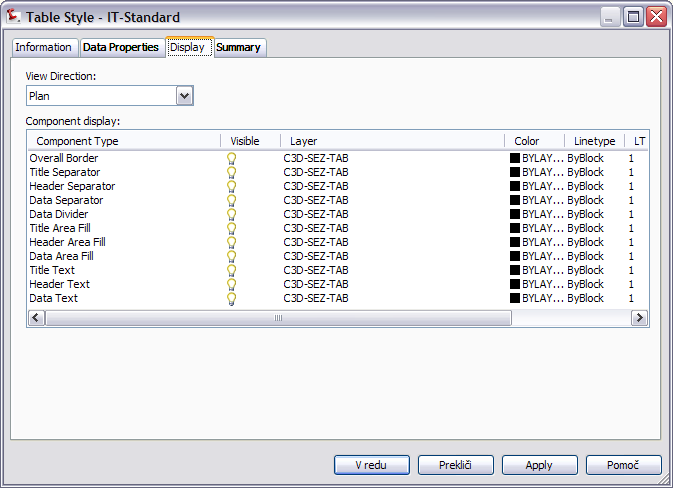 Table Style - IT-Standard
Information Data Properties Display Summary
View Direction:
Plan
Component display:
Component Type Visible Layer Color Linetype LT
Overall Border C3D-SEZ-TAB BYLAY... ByBlock 1
Title Separator C3D-SEZ-TAB BYLAY... ByBlock 1
Header Separator C3D-SEZ-TAB BYLAY... ByBlock 1
Data Separator C3D-SEZ-TAB BYLAY... ByBlock 1
Data Divider C3D-SEZ-TAB BYLAY... ByBlock 1
Title Area Fill C3D-SEZ-TAB BYLAY... ByBlock 1
Header Area Fill C3D-SEZ-TAB BYLAY... ByBlock 1
Data Area Fill C3D-SEZ-TAB BYLAY... ByBlock 1
Title Text C3D-SEZ-TAB BYLAY... ByBlock 1
Header Text C3D-SEZ-TAB BYLAY... ByBlock 1
Data Text C3D-SEZ-TAB BYLAY... ByBlock 1
V redu Prekliči Apply Pomoč